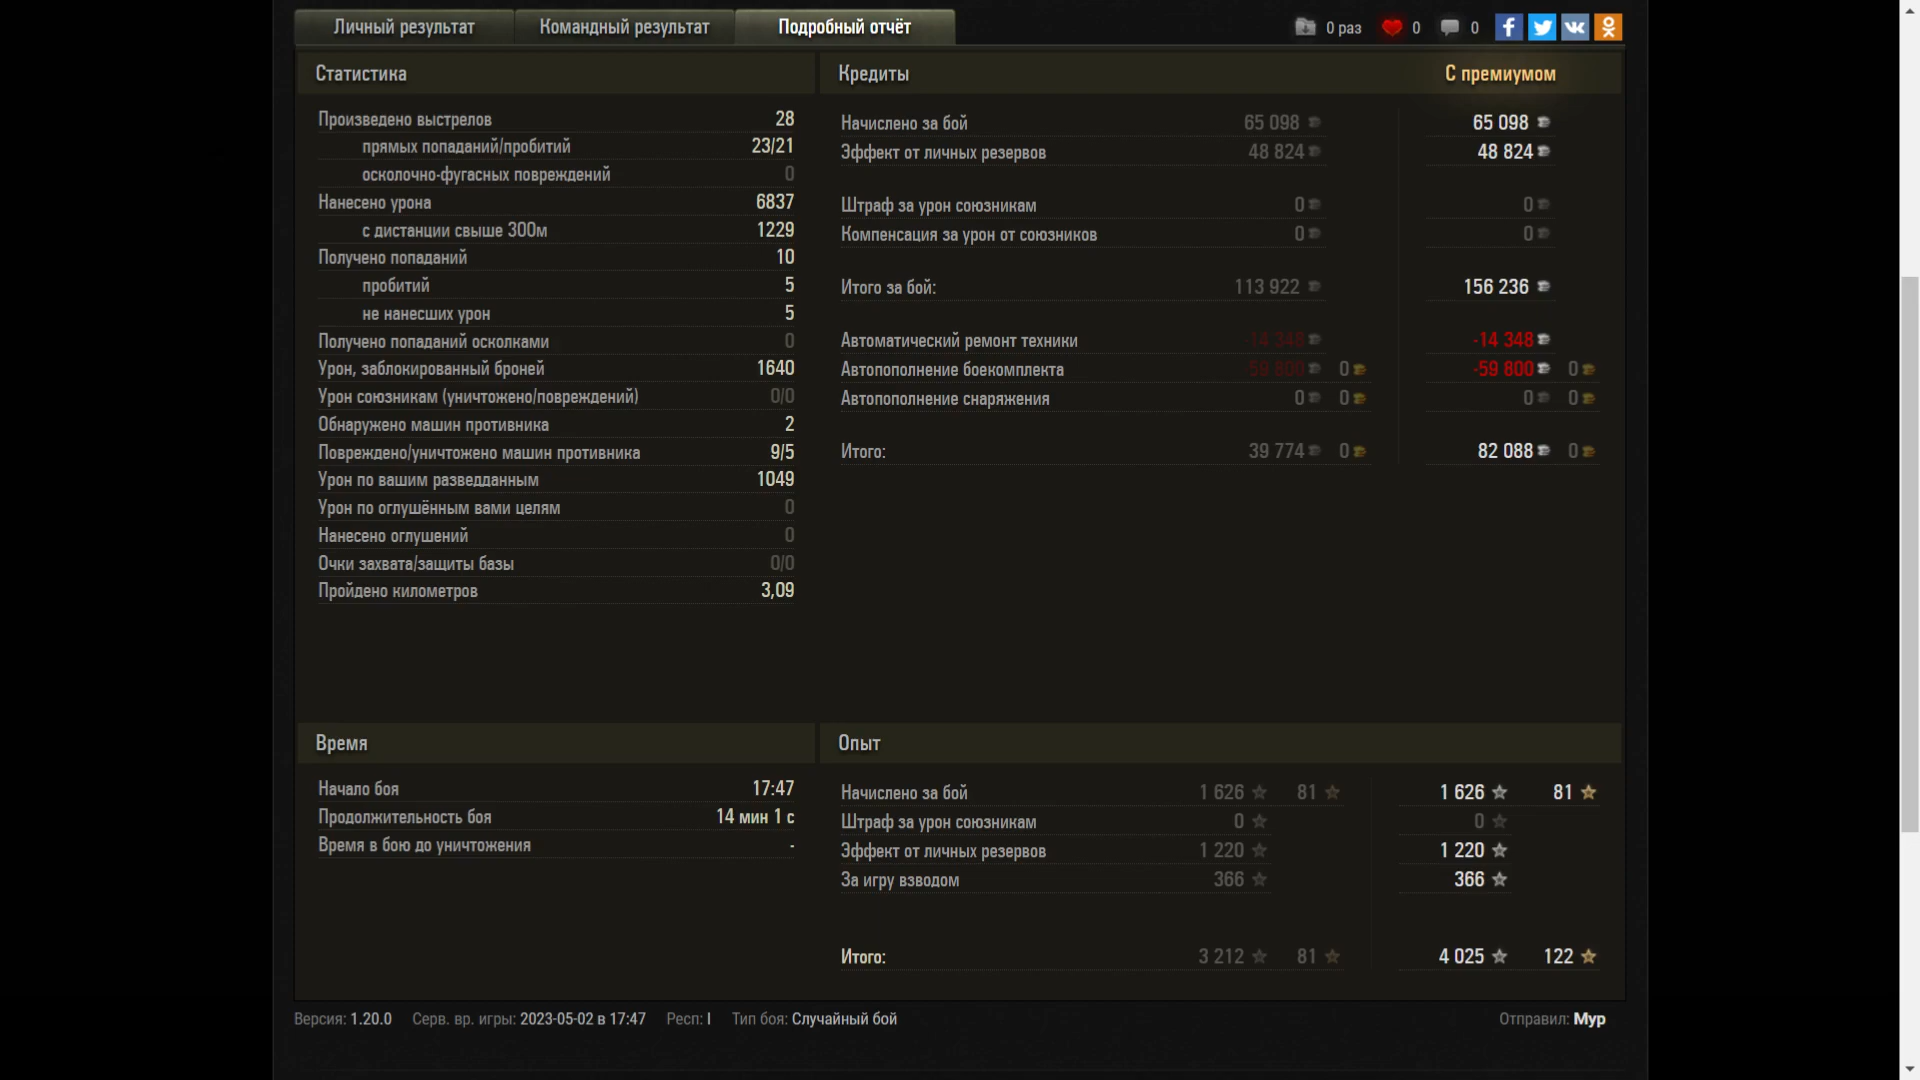 Личный результат Командный результат Подробный отчёт 0 раз 0 0
Статистика
Произведено выстрелов 28
прямых попаданий/пробитий 23/21
осколочно-фугасных повреждений 0
Нанесено урона 6837
с дистанции свыше 300м 1229
Получено попаданий 10
пробитий 5
не нанесших урон 5
Получено попаданий осколками 0
Урон, заблокированный броней 1640
Урон союзникам (уничтожено/повреждений) 0/0
Обнаружено машин противника 2
Повреждено/уничтожено машин противника 9/5
Урон по вашим разведданным 1049
Урон по оглушённым вами целям 0
Нанесено оглушений 0
Очки захвата/защиты базы 0/0
Пройдено километров 3,09
Кредиты С премиумом
Начислено за бой 65 098 65 098
Эффект от личных резервов 48 824 48 824
Штраф за урон союзникам 0 0
Компенсация за урон от союзников 0 0
Итого за бой: 113 922 156 236
Автоматический ремонт техники -14 348 -14 348
Автопополнение боекомплекта -59 800 0 -59 800 0
Автопополнение снаряжения 0 0 0 0
Итого: 39 774 0 82 088 0
Время
Начало боя 17:47
Продолжительность боя 14 мин 1 с
Время в бою до уничтожения -
Опыт
Начислено за бой 1 626 81 1 626 81
Штраф за урон союзникам 0 0
Эффект от личных резервов 1 220 1 220
За игру взводом 366 366
Итого: 3 212 81 4 025 122
Версия: 1.20.0 Серв. вр. игры: 2023-05-02 в 17:47 Респ: I Тип боя: Случайный бой Отправил: Myp